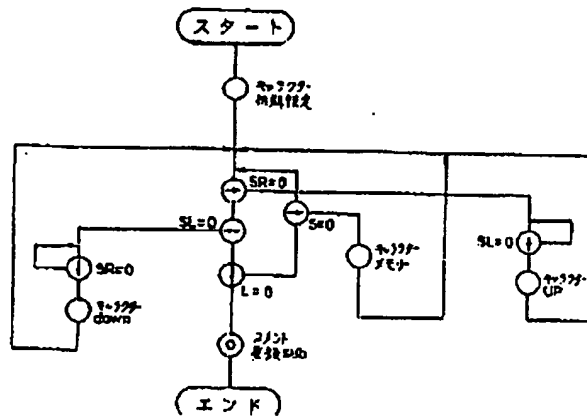 スタート
キャラクター
初期設定
SR=0
SL=0
S=0
SL=0
SR=0
キャラクター
メモリー
キャラクター
UP
L=0
キャラクター
down
コメント
エンド